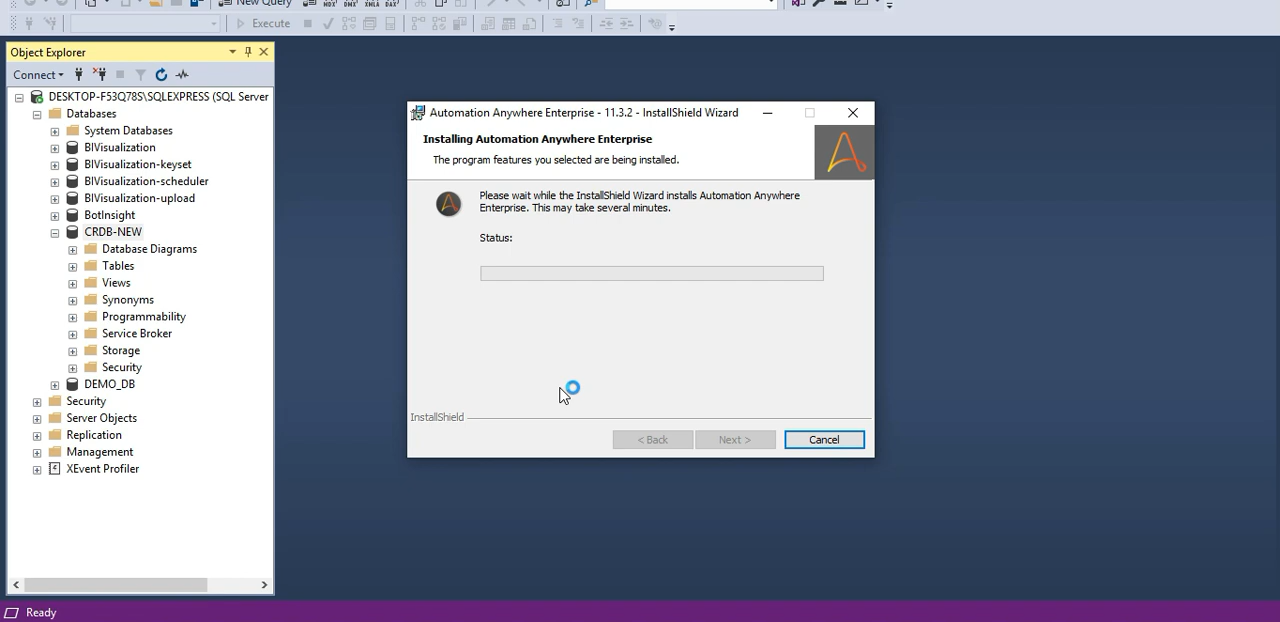 New Query
Execute
Object Explorer
Connect
DESKTOP-F53Q78S\SQLEXPRESS (SQL Server
Databases
System Databases
BIVisualization
BIVisualization-keyset
BIVisualization-scheduler
BIVisualization-upload
BotInsight
CRDB-NEW
Database Diagrams
Tables
Views
Synonyms
Programmability
Service Broker
Storage
Security
DEMO_DB
Security
Server Objects
Replication
Management
XEvent Profiler
Automation Anywhere Enterprise - 11.3.2 - InstallShield Wizard
Installing Automation Anywhere Enterprise
The program features you selected are being installed.
Please wait while the InstallShield Wizard installs Automation Anywhere
Enterprise. This may take several minutes.
Status:
InstallShield
< Back
Next >
Cancel
Ready